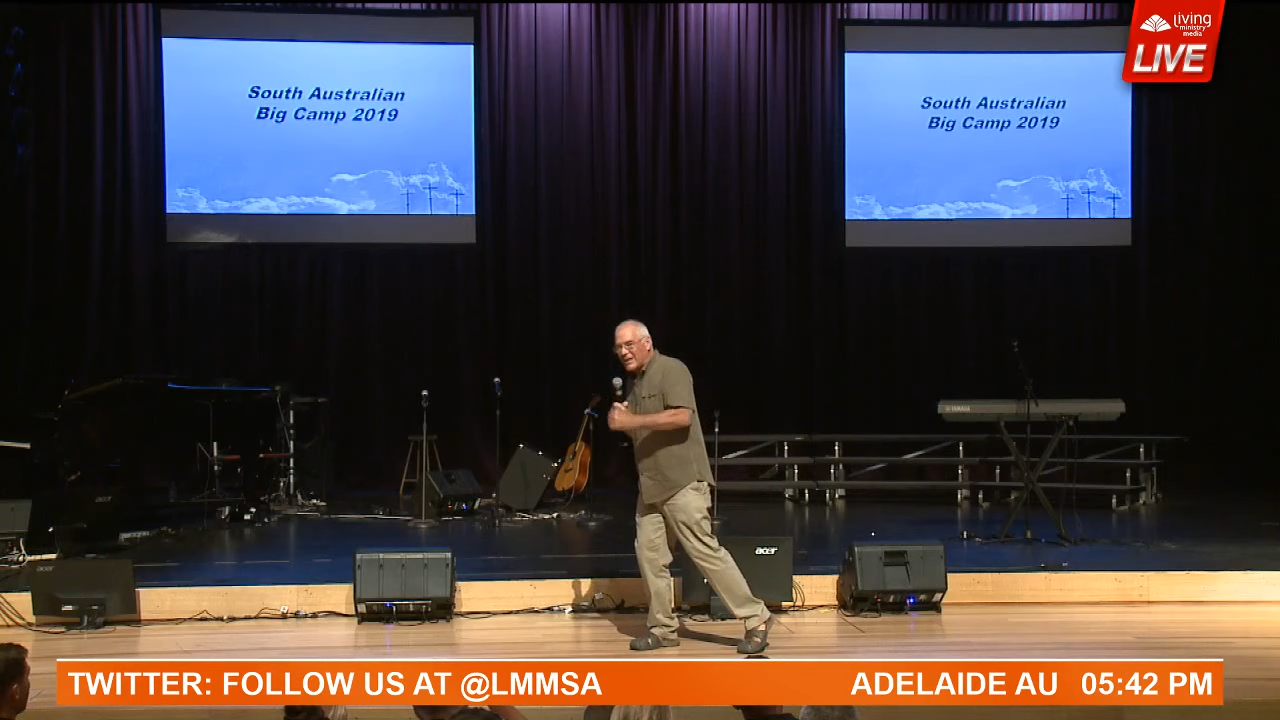 South Australian
Big Camp 2019
South Australian
Big Camp 2019
living
ministry
media
LIVE
YAMAHA
acer
acer
TWITTER: FOLLOW US AT @LMMSA
ADELAIDE AU 05:42 PM